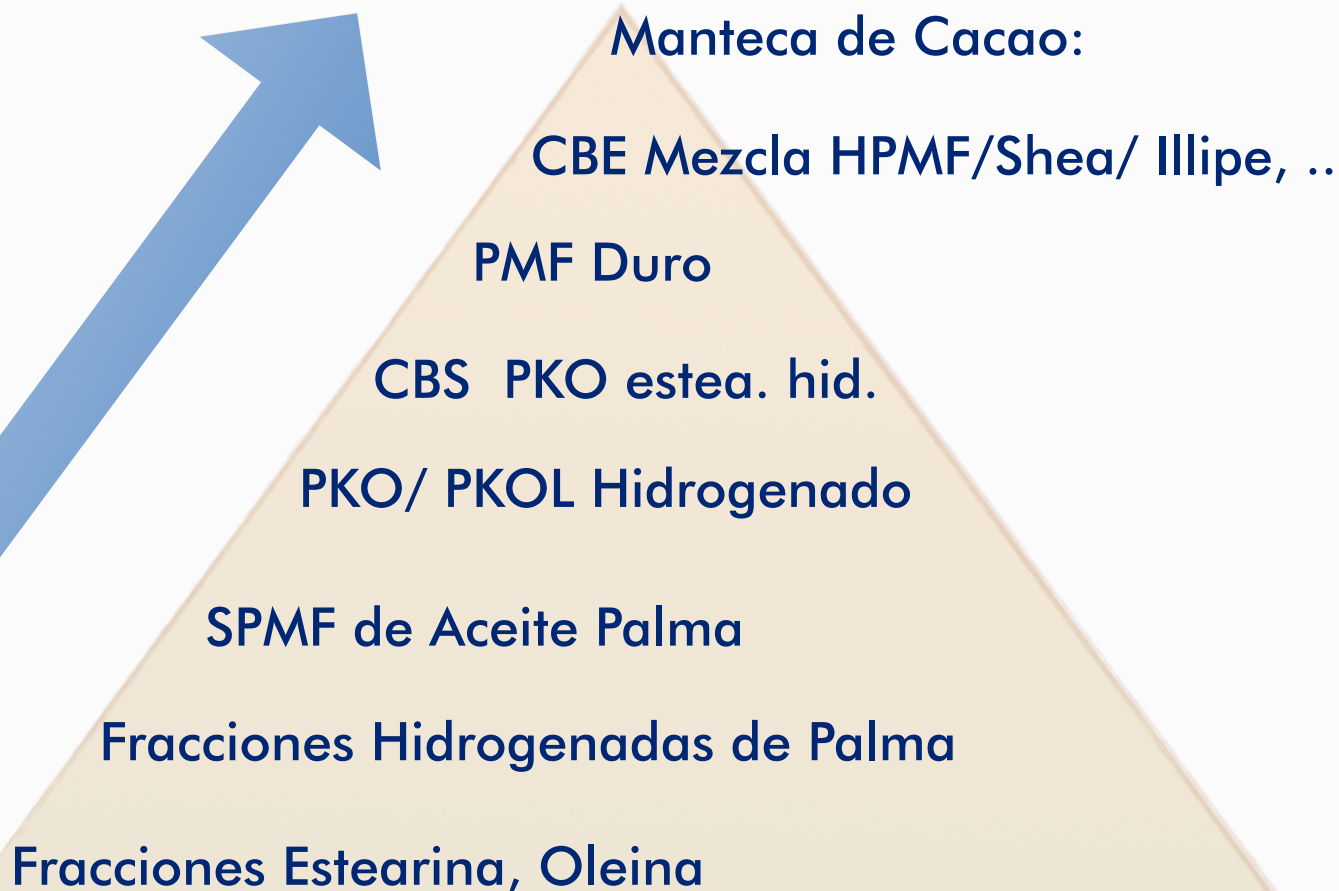 Manteca de Cacao:
CBE Mezcla HPMF/Shea/ Illipe, ..
PMF Duro
CBS PKO estea. hid.
PKO/ PKOL Hidrogenado
SPMF de Aceite Palma
Fracciones Hidrogenadas de Palma
Fracciones Estearina, Oleina